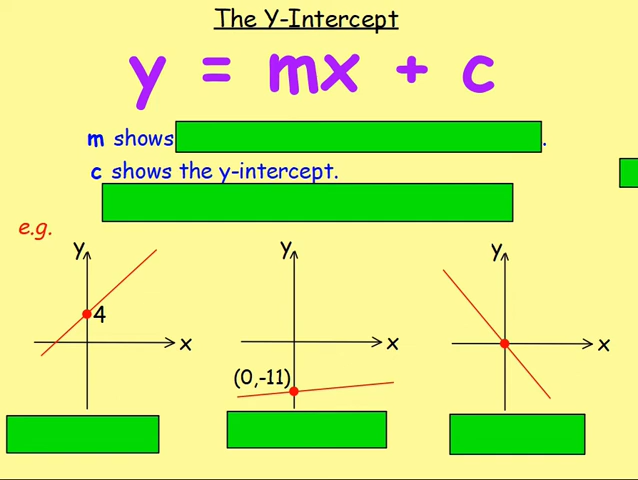 The Y-Intercept
y = mx + c
m shows .
c shows the y-intercept.
e.g.
y
4
x
y
(0,-11)
x
y
x